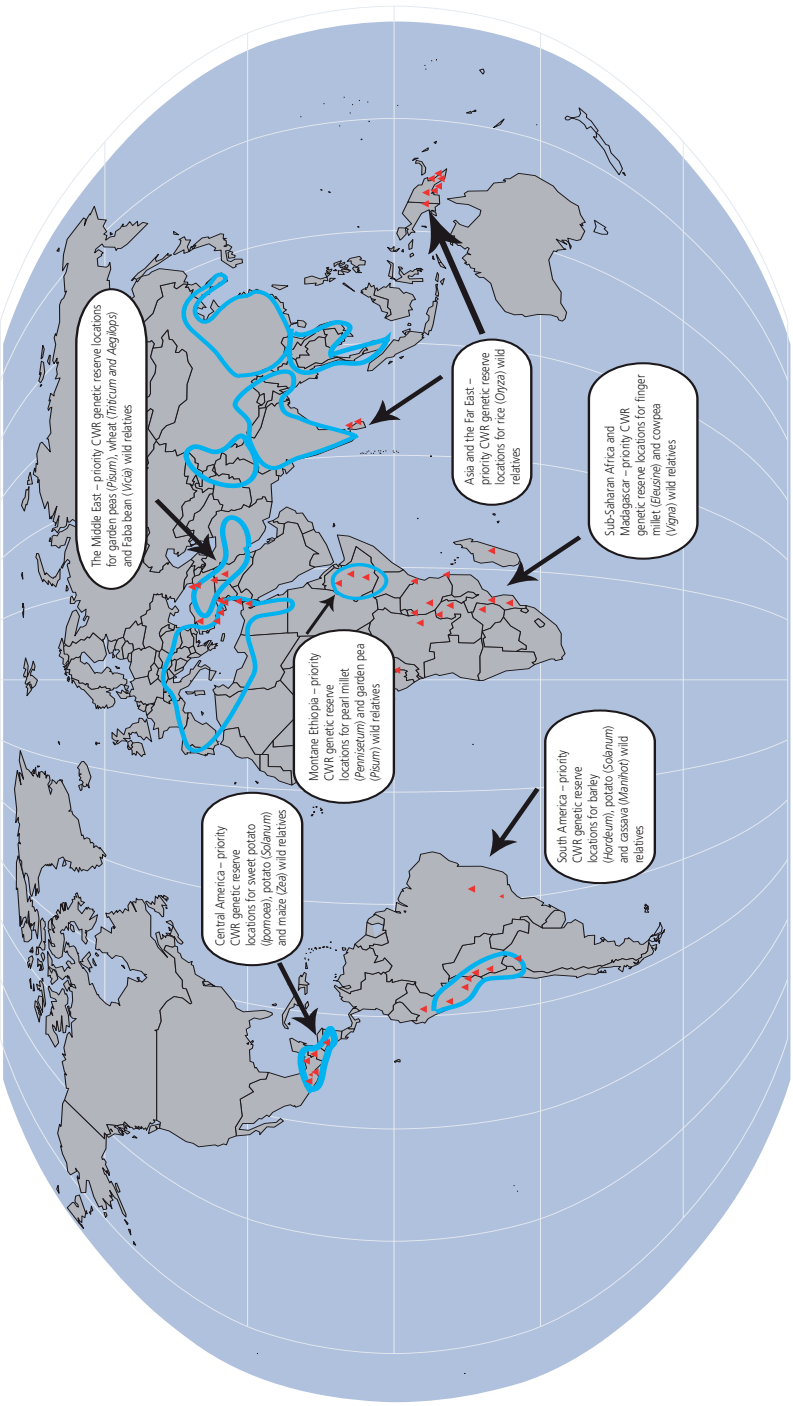 Central America – priority
CWR genetic reserve
locations for sweet potato
(Ipomoea), potato (Solanum)
and maize (Zea) wild relatives
South America – priority
CWR genetic reserve
locations for barley
(Hordeum), potato (Solanum)
and cassava (Manihot) wild
relatives
Montane Ethiopia – priority
CWR genetic reserve
locations for pearl millet
(Pennisetum) and garden pea
(Pisum) wild relatives
The Middle East – priority CWR genetic reserve locations
for garden peas (Pisum), wheat (Triticum and Aegilops)
and Faba bean (Vicia) wild relatives
Asia and the Far East –
priority CWR genetic reserve
locations for rice (Oryza) wild
relatives
Sub-Saharan Africa and
Madagascar – priority CWR
genetic reserve locations for finger
millet (Eleusine) and cowpea
(Vigna) wild relatives